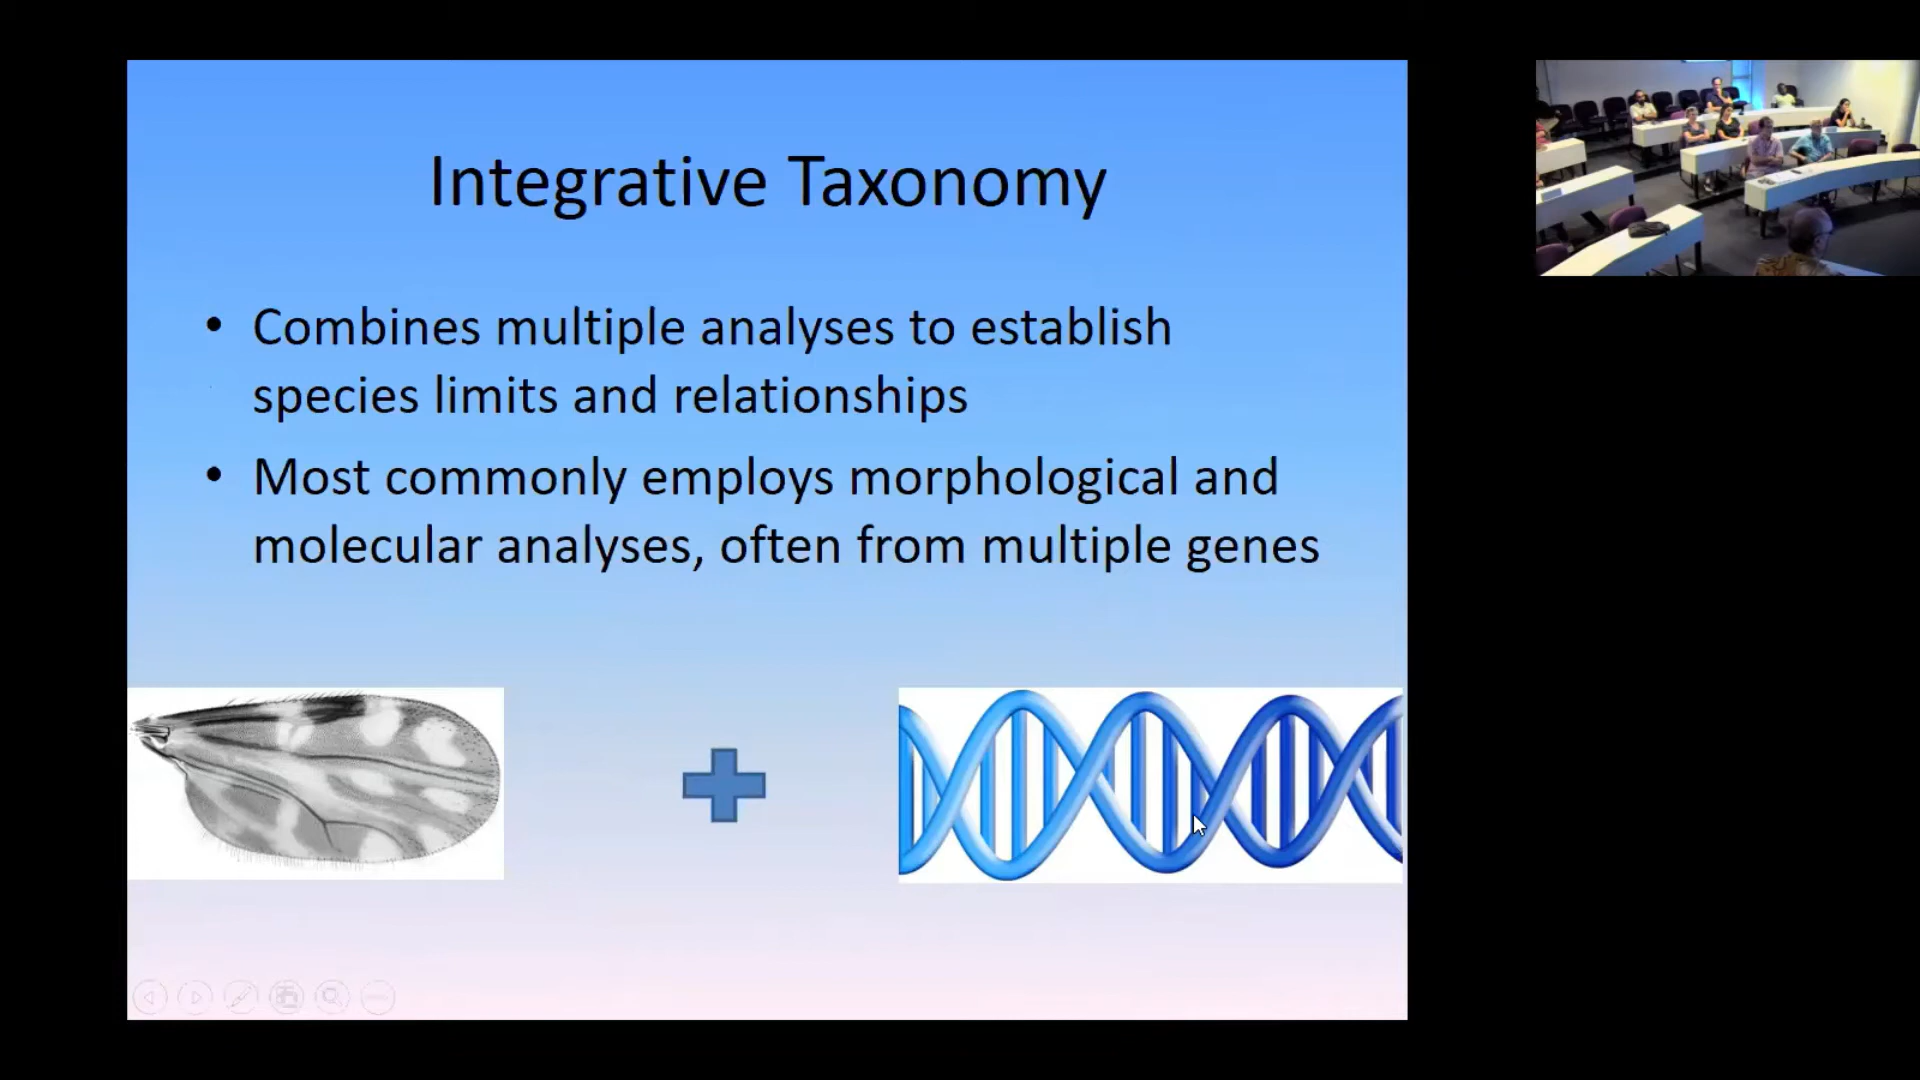 Integrative Taxonomy
• Combines multiple analyses to establish
species limits and relationships
• Most commonly employs morphological and
molecular analyses, often from multiple genes